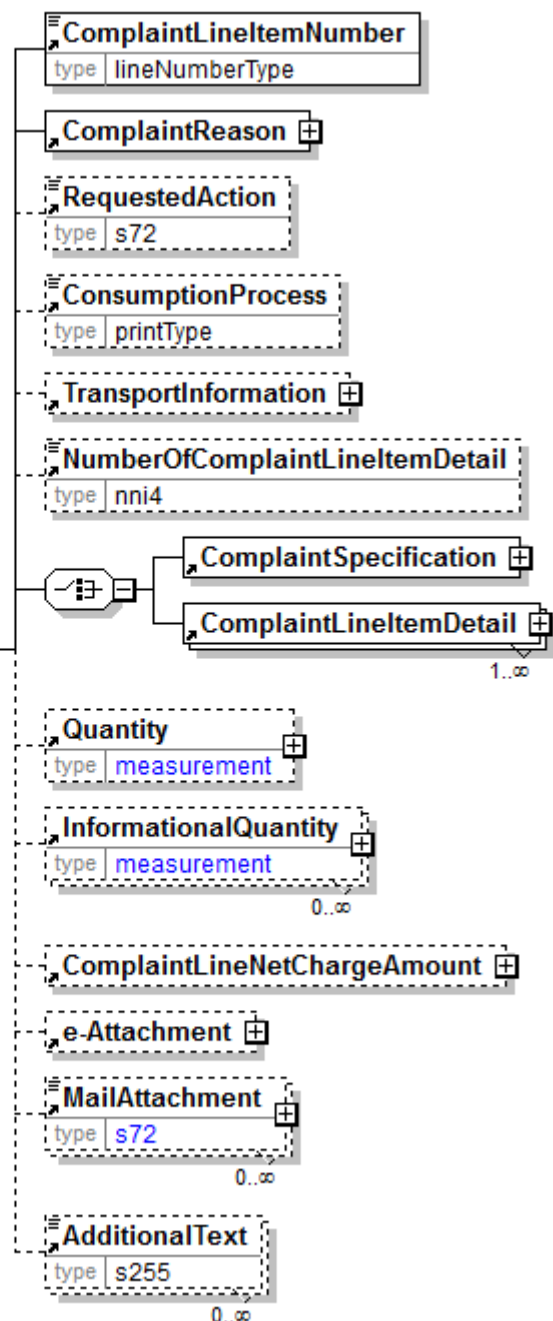 ComplaintLineItemNumber
type lineNumberType
ComplaintReason
RequestedAction
type s72
ConsumptionProcess
type printType
TransportInformation
NumberOfComplaintLineItemDetail
type nni4
ComplaintSpecification
ComplaintLineItemDetail
1..∞
Quantity
type measurement
InformationalQuantity
type measurement
0..∞
ComplaintLineNetChargeAmount
e-Attachment
MailAttachment
type s72
0..∞
AdditionalText
type s255
0..∞